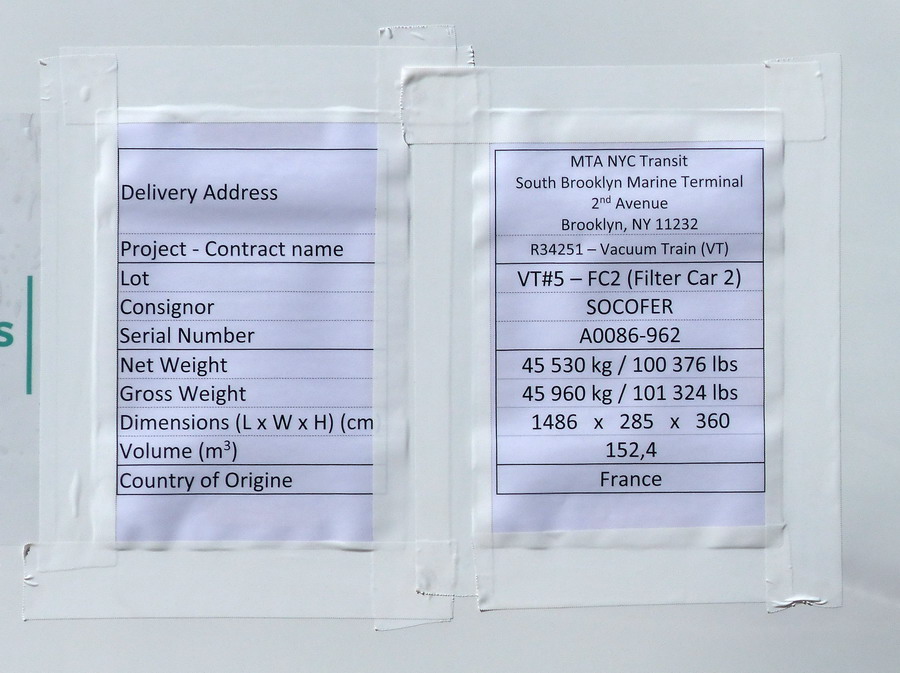 Delivery Address
MTA NYC Transit
South Brooklyn Marine Terminal
2nd Avenue
Brooklyn, NY 11232
Project - Contract name R34251 – Vacuum Train (VT)
Lot VT#5 – FC2 (Filter Car 2)
Consignor SOCOFER
Serial Number A0086-962
Net Weight 45 530 kg / 100 376 lbs
Gross Weight 45 960 kg / 101 324 lbs
Dimensions (L x W x H) (cm 1486 x 285 x 360
Volume (m³) 152,4
Country of Origine France
s